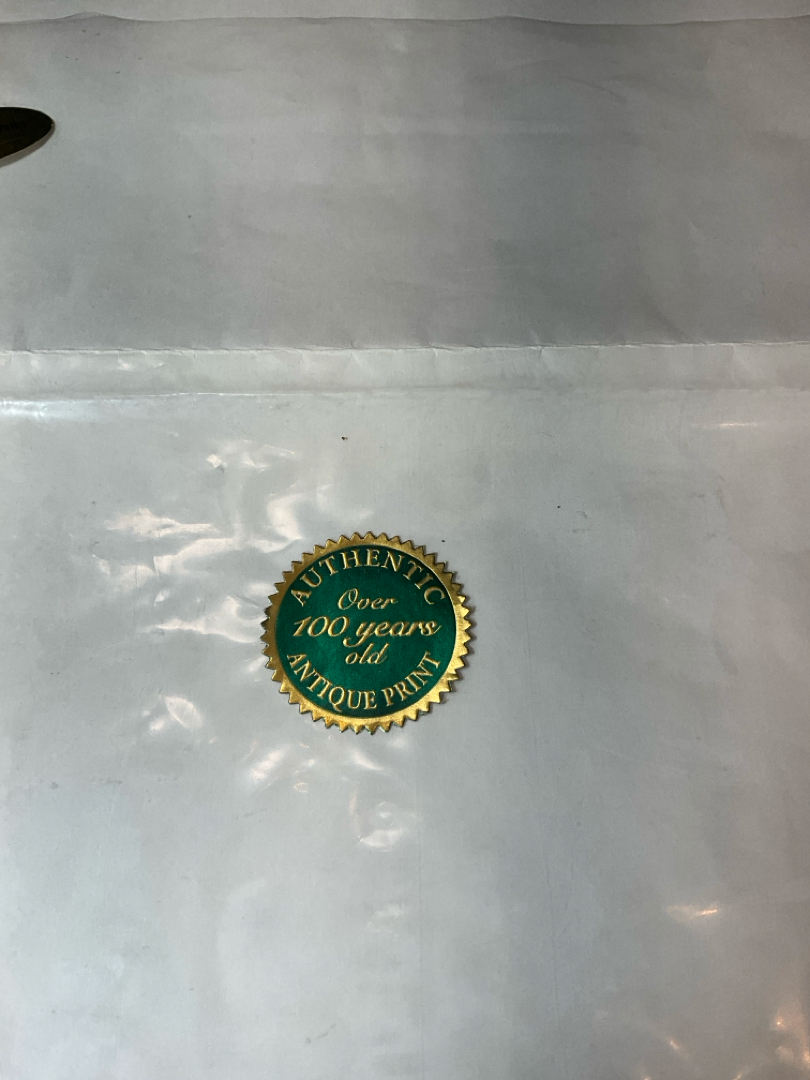 AUTHENTIC
Over
100 years
old
ANTIQUE PRINT